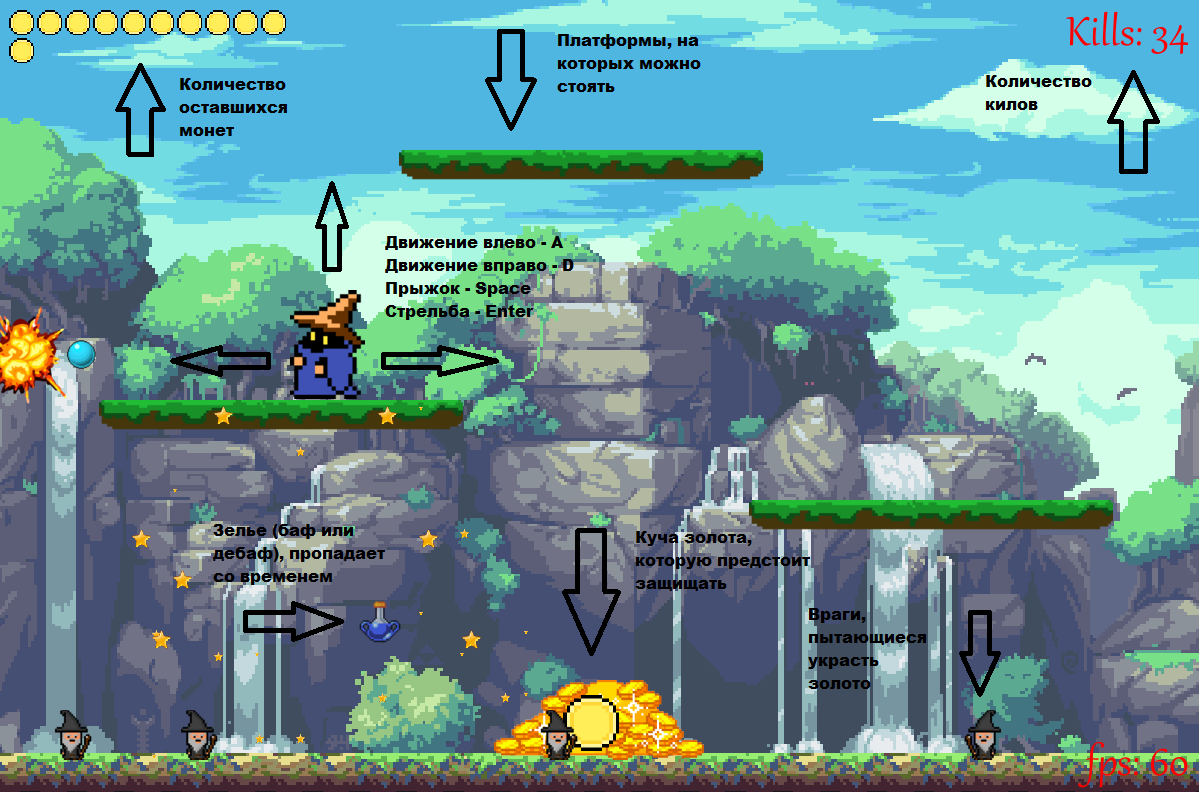 Kills: 34
Платформы, на
которых можно
стоять
Количество
оставшихся
монет
Количество
килов
Движение влево - A
Движение вправо - D
Прыжок - Space
Стрельба - Enter
Зелье (баф или
дебаф), пропадает
со временем
Куча золота,
которую предстоит
защищать
Враги,
пытающиеся
украсть
золото
fps: 60